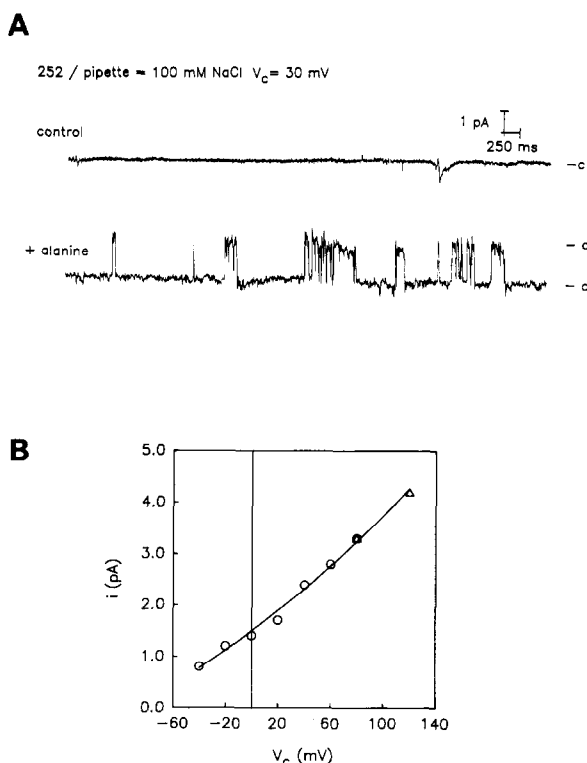 A
252 / pipette = 100 mM NaCl V_c= 30 mV
control
1 pA
250 ms
-c
+ alanine
- o
- c
B
i (pA)
5.0
4.0
3.0
2.0
1.0
0.0
-60 -20 20 60 100 140
V_c (mV)